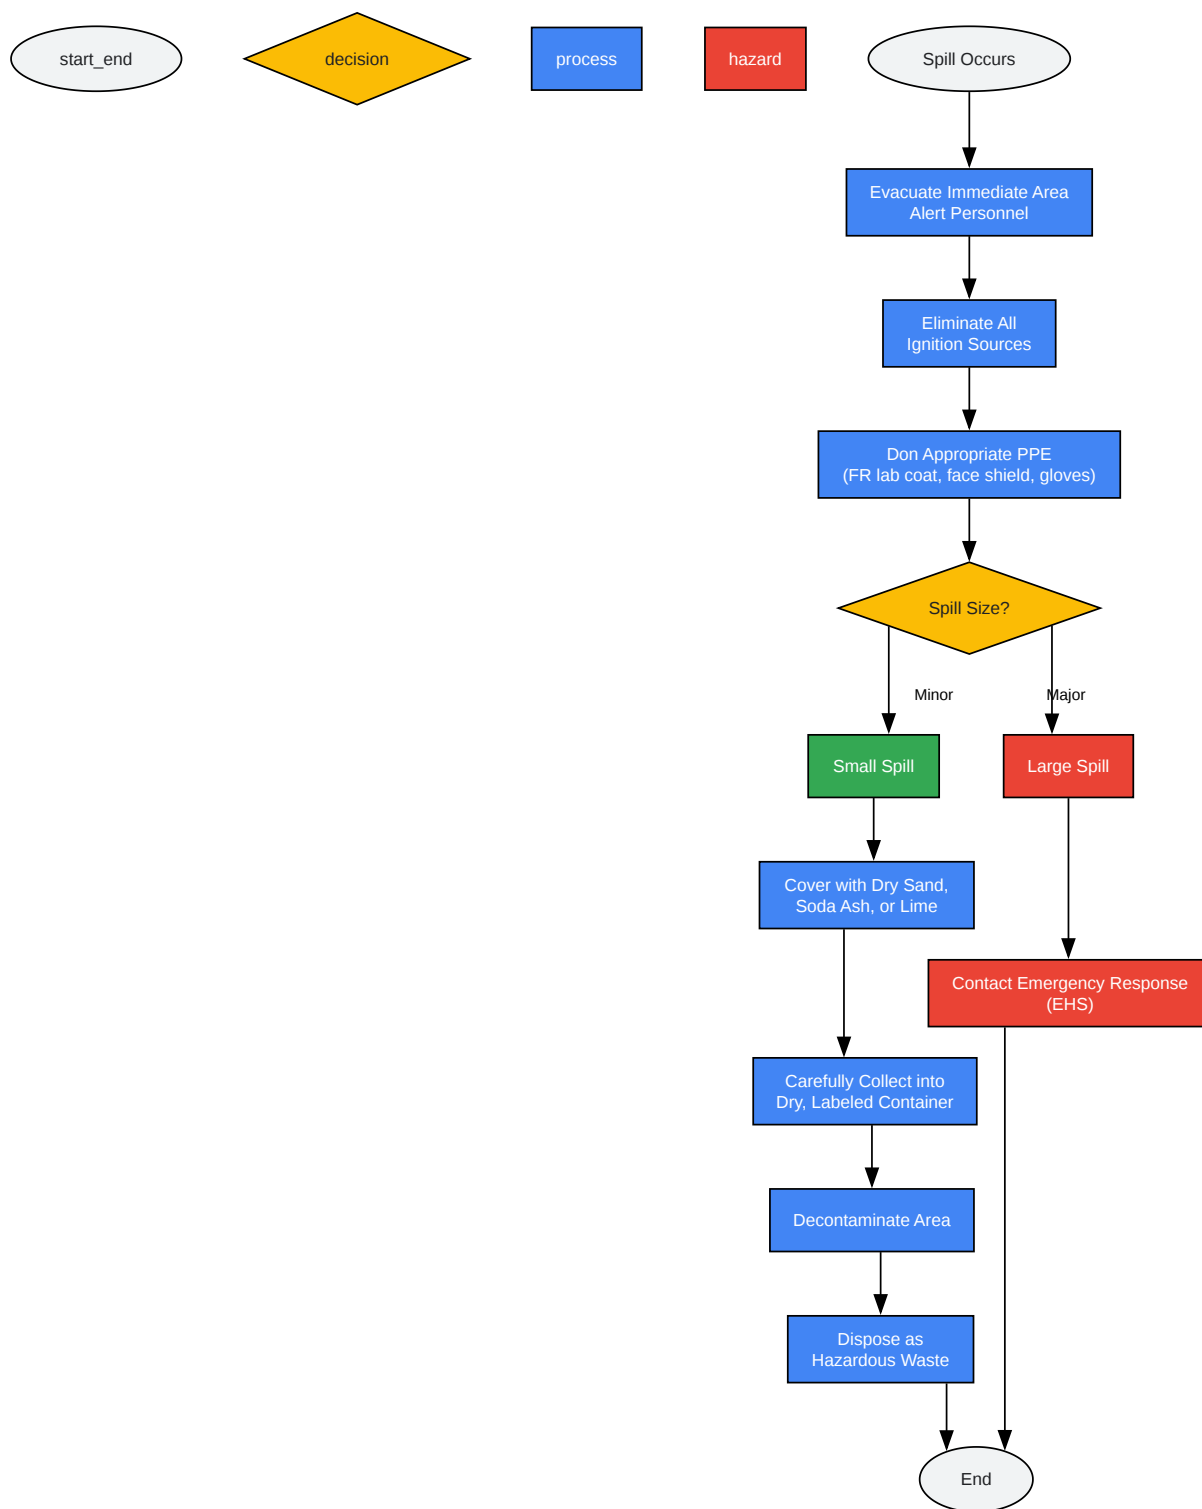 start_end
decision
process
hazard
Spill Occurs
Evacuate Immediate Area
Alert Personnel
Eliminate All
Ignition Sources
Don Appropriate PPE
(FR lab coat, face shield, gloves)
Spill Size?
Minor
Major
Small Spill
Large Spill
Cover with Dry Sand,
Soda Ash, or Lime
Contact Emergency Response
(EHS)
Carefully Collect into
Dry, Labeled Container
Decontaminate Area
Dispose as
Hazardous Waste
End